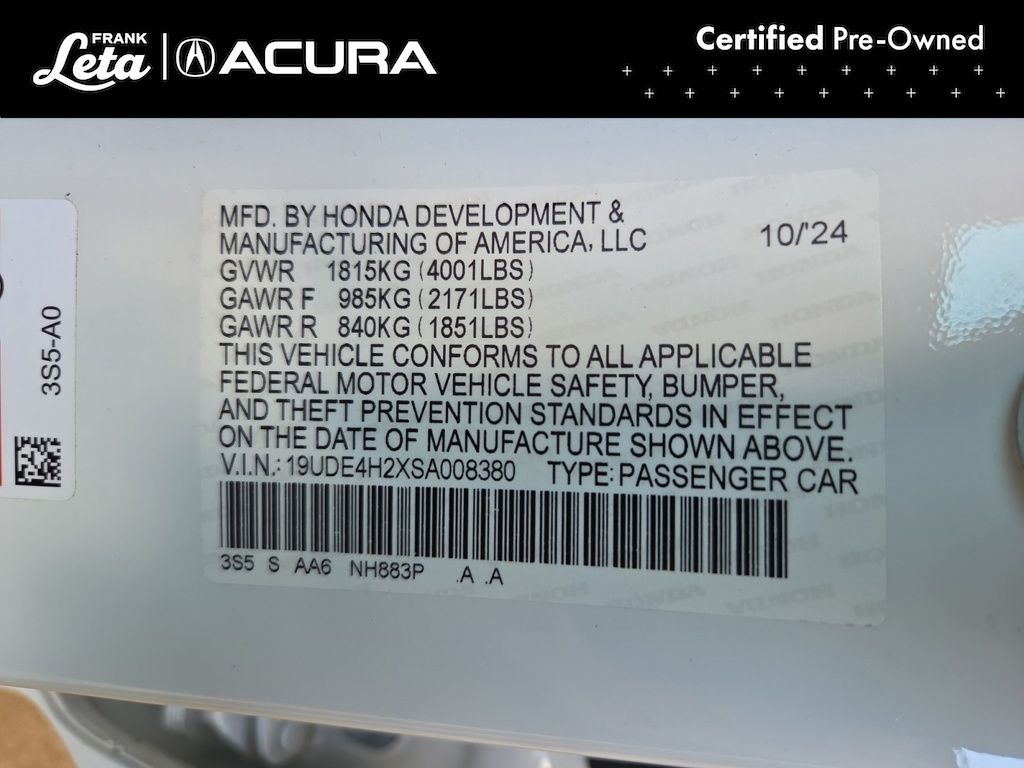 FRANK
Leta
ACURA
Certified Pre-Owned
MFD. BY HONDA DEVELOPMENT &
MANUFACTURING OF AMERICA, LLC 10/'24
GVWR 1815KG (4001LBS)
GAWR F 985KG (2171LBS)
GAWR R 840KG (1851LBS)
THIS VEHICLE CONFORMS TO ALL APPLICABLE
FEDERAL MOTOR VEHICLE SAFETY, BUMPER,
AND THEFT PREVENTION STANDARDS IN EFFECT
ON THE DATE OF MANUFACTURE SHOWN ABOVE.
V.I.N.: 19UDE4H2XSA008380 TYPE: PASSENGER CAR
3S5 S AA6 NH883P .A .A
3S5-A0
HONDA